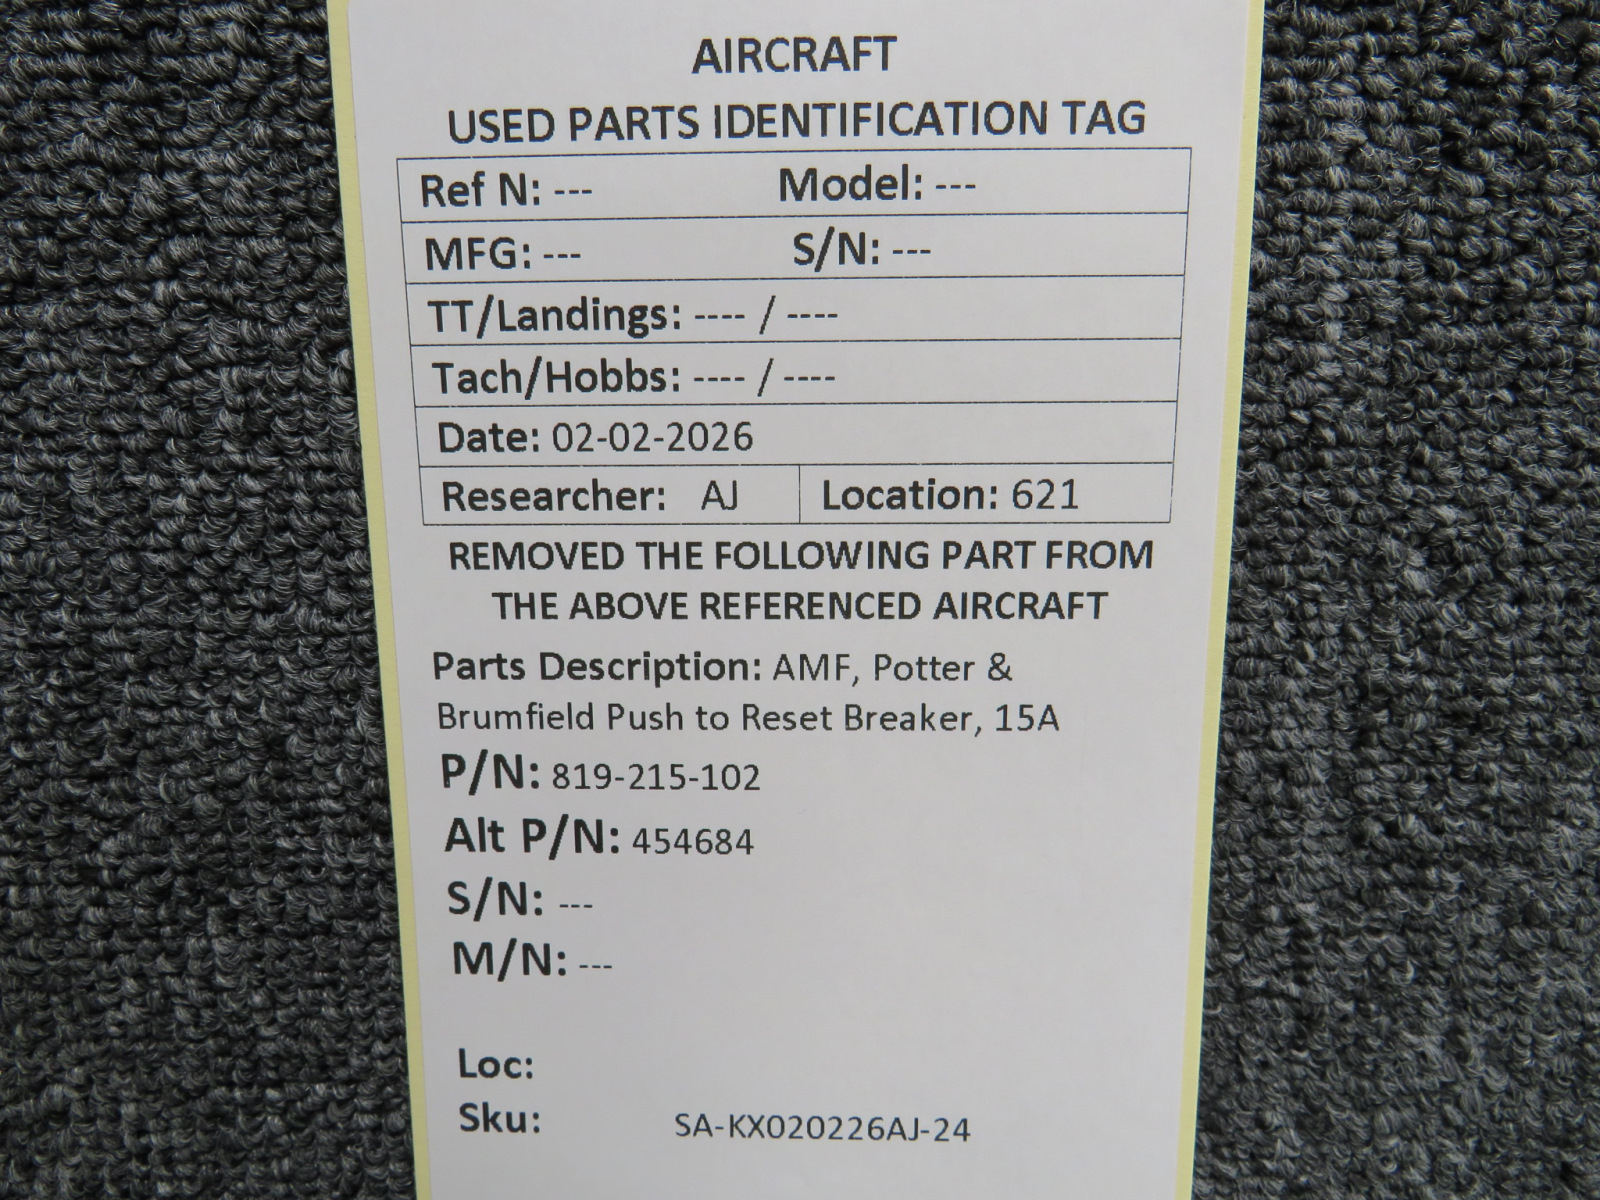 AIRCRAFT
USED PARTS IDENTIFICATION TAG
Ref N: --- Model: ---
MFG: --- S/N: ---
TT/Landings: ---- / ----
Tach/Hobbs: ---- / ----
Date: 02-02-2026
Researcher: AJ Location: 621
REMOVED THE FOLLOWING PART FROM
THE ABOVE REFERENCED AIRCRAFT
Parts Description: AMF, Potter &
Brumfield Push to Reset Breaker, 15A
P/N: 819-215-102
Alt P/N: 454684
S/N: ---
M/N: ---
Loc:
Sku: SA-KX020226AJ-24